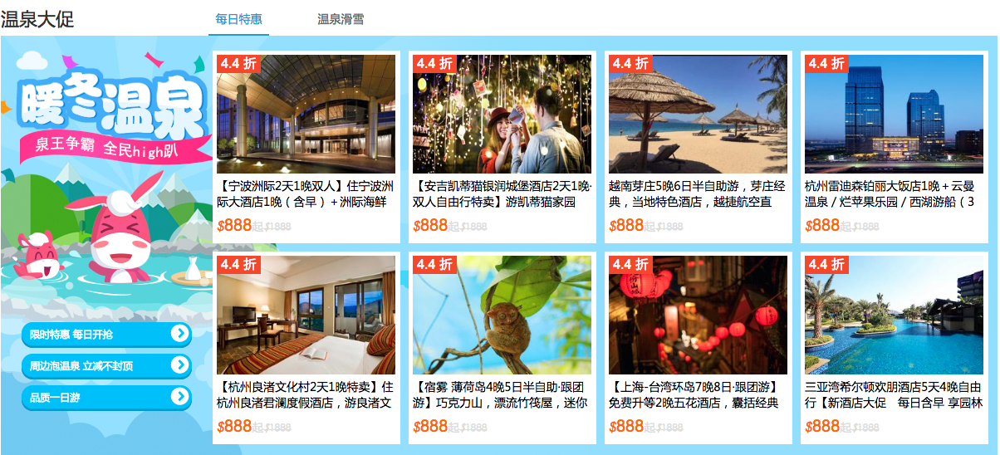 温泉大促
每日特惠
温泉滑雪
暖冬温泉
泉王争霸 全民high趴
限时特惠 每日开抢
周边泡温泉 立减不封顶
品质一日游
4.4 折
【宁波洲际2天1晚双人】住宁波洲
际大酒店1晚（含早）＋洲际海鲜
$888起$1888
4.4 折
【安吉凯蒂猫银润城堡酒店2天1晚·
双人自由行特卖】游凯蒂猫家园
$888起$1888
4.4 折
越南芽庄5晚6日半自助游，芽庄经
典，当地特色酒店，越捷航空直
$888起$1888
4.4 折
杭州雷迪森铂丽大饭店1晚＋云曼
温泉 / 烂苹果乐园 / 西湖游船（3
$888起$1888
4.4 折
【杭州良渚文化村2天1晚特卖】住
杭州良渚君澜度假酒店，游良渚文
$888起$1888
4.4 折
【宿雾 薄荷岛4晚5日半自助·跟团
游】巧克力山，漂流竹筏屋，迷你
$888起$1888
4.4 折
【上海-台湾环岛7晚8日·跟团游】
免费升等2晚五花酒店，囊括经典
$888起$1888
4.4 折
三亚湾希尔顿欢朋酒店5天4晚自由
行【新酒店大促　每日含早 享园林
$888起$1888